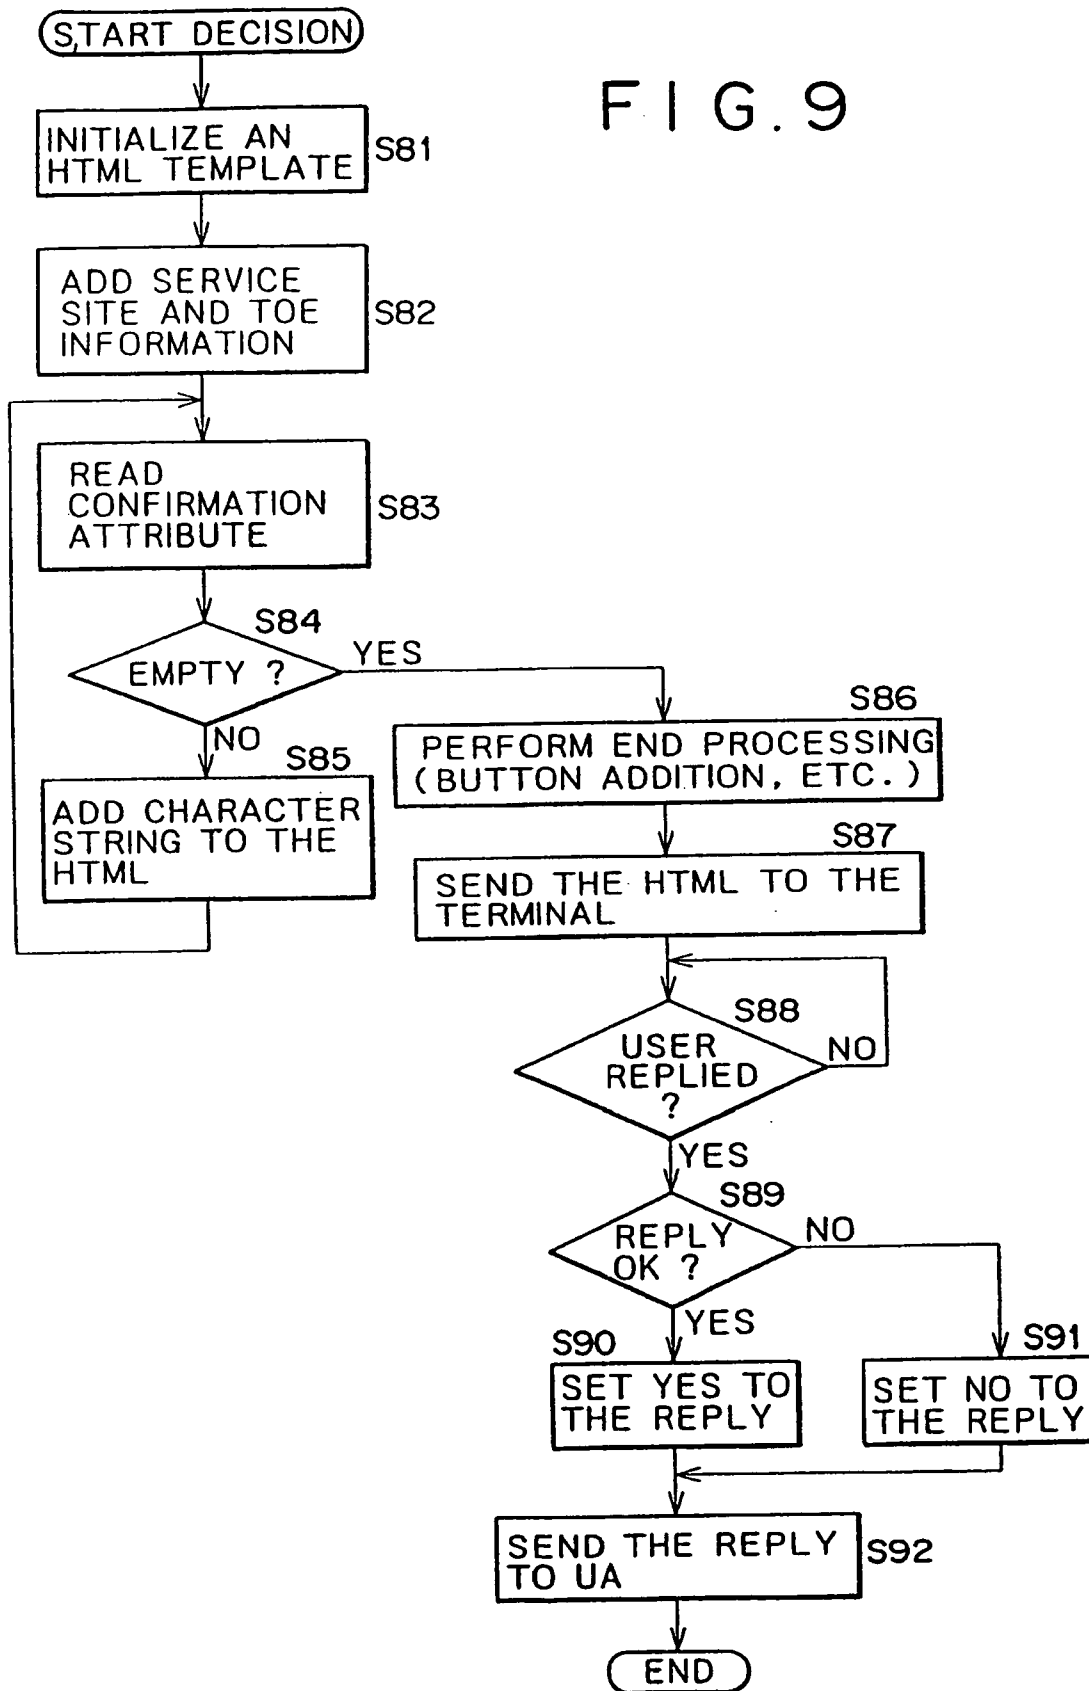 START DECISION
FIG. 9
INITIALIZE AN
HTML TEMPLATE
S81
ADD SERVICE
SITE AND TOE
INFORMATION
S82
READ
CONFIRMATION
ATTRIBUTE
S83
S84
EMPTY ?
YES
NO
S85
ADD CHARACTER
STRING TO THE
HTML
S86
PERFORM END PROCESSING
(BUTTON ADDITION, ETC.)
S87
SEND THE HTML TO THE
TERMINAL
S88
USER
REPLIED
?
NO
YES
S89
REPLY
OK ?
NO
YES
S90
SET YES TO
THE REPLY
S91
SET NO TO
THE REPLY
SEND THE REPLY
TO UA
S92
END